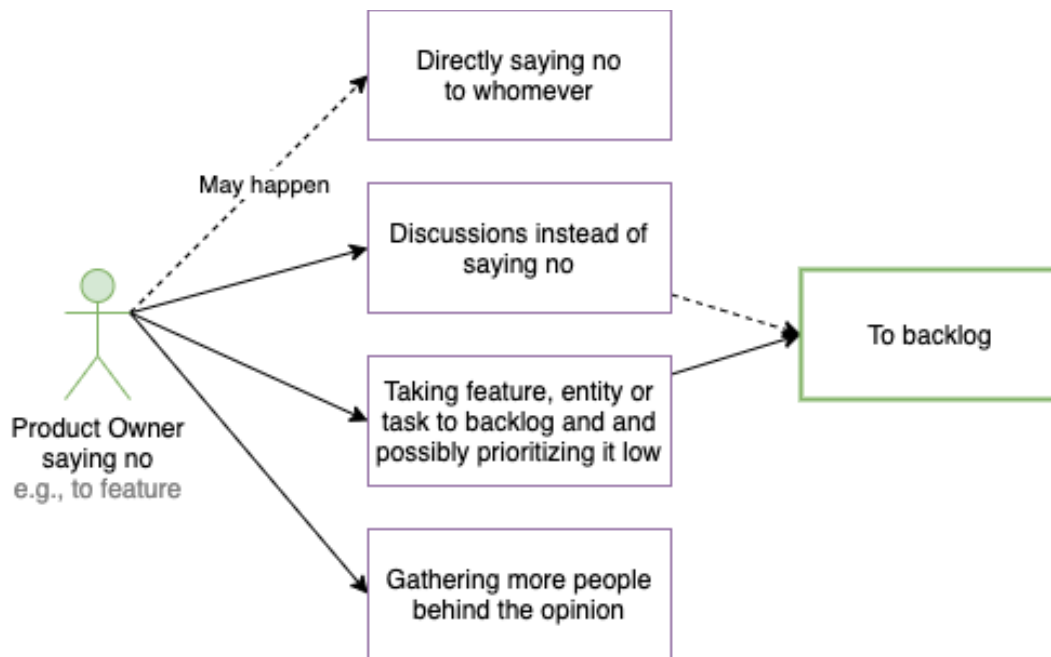 Directly saying no
to whomever
May happen
Discussions instead of
saying no
To backlog
Taking feature, entity or
task to backlog and and
possibly prioritizing it low
Product Owner
saying no
e.g., to feature
Gathering more people
behind the opinion